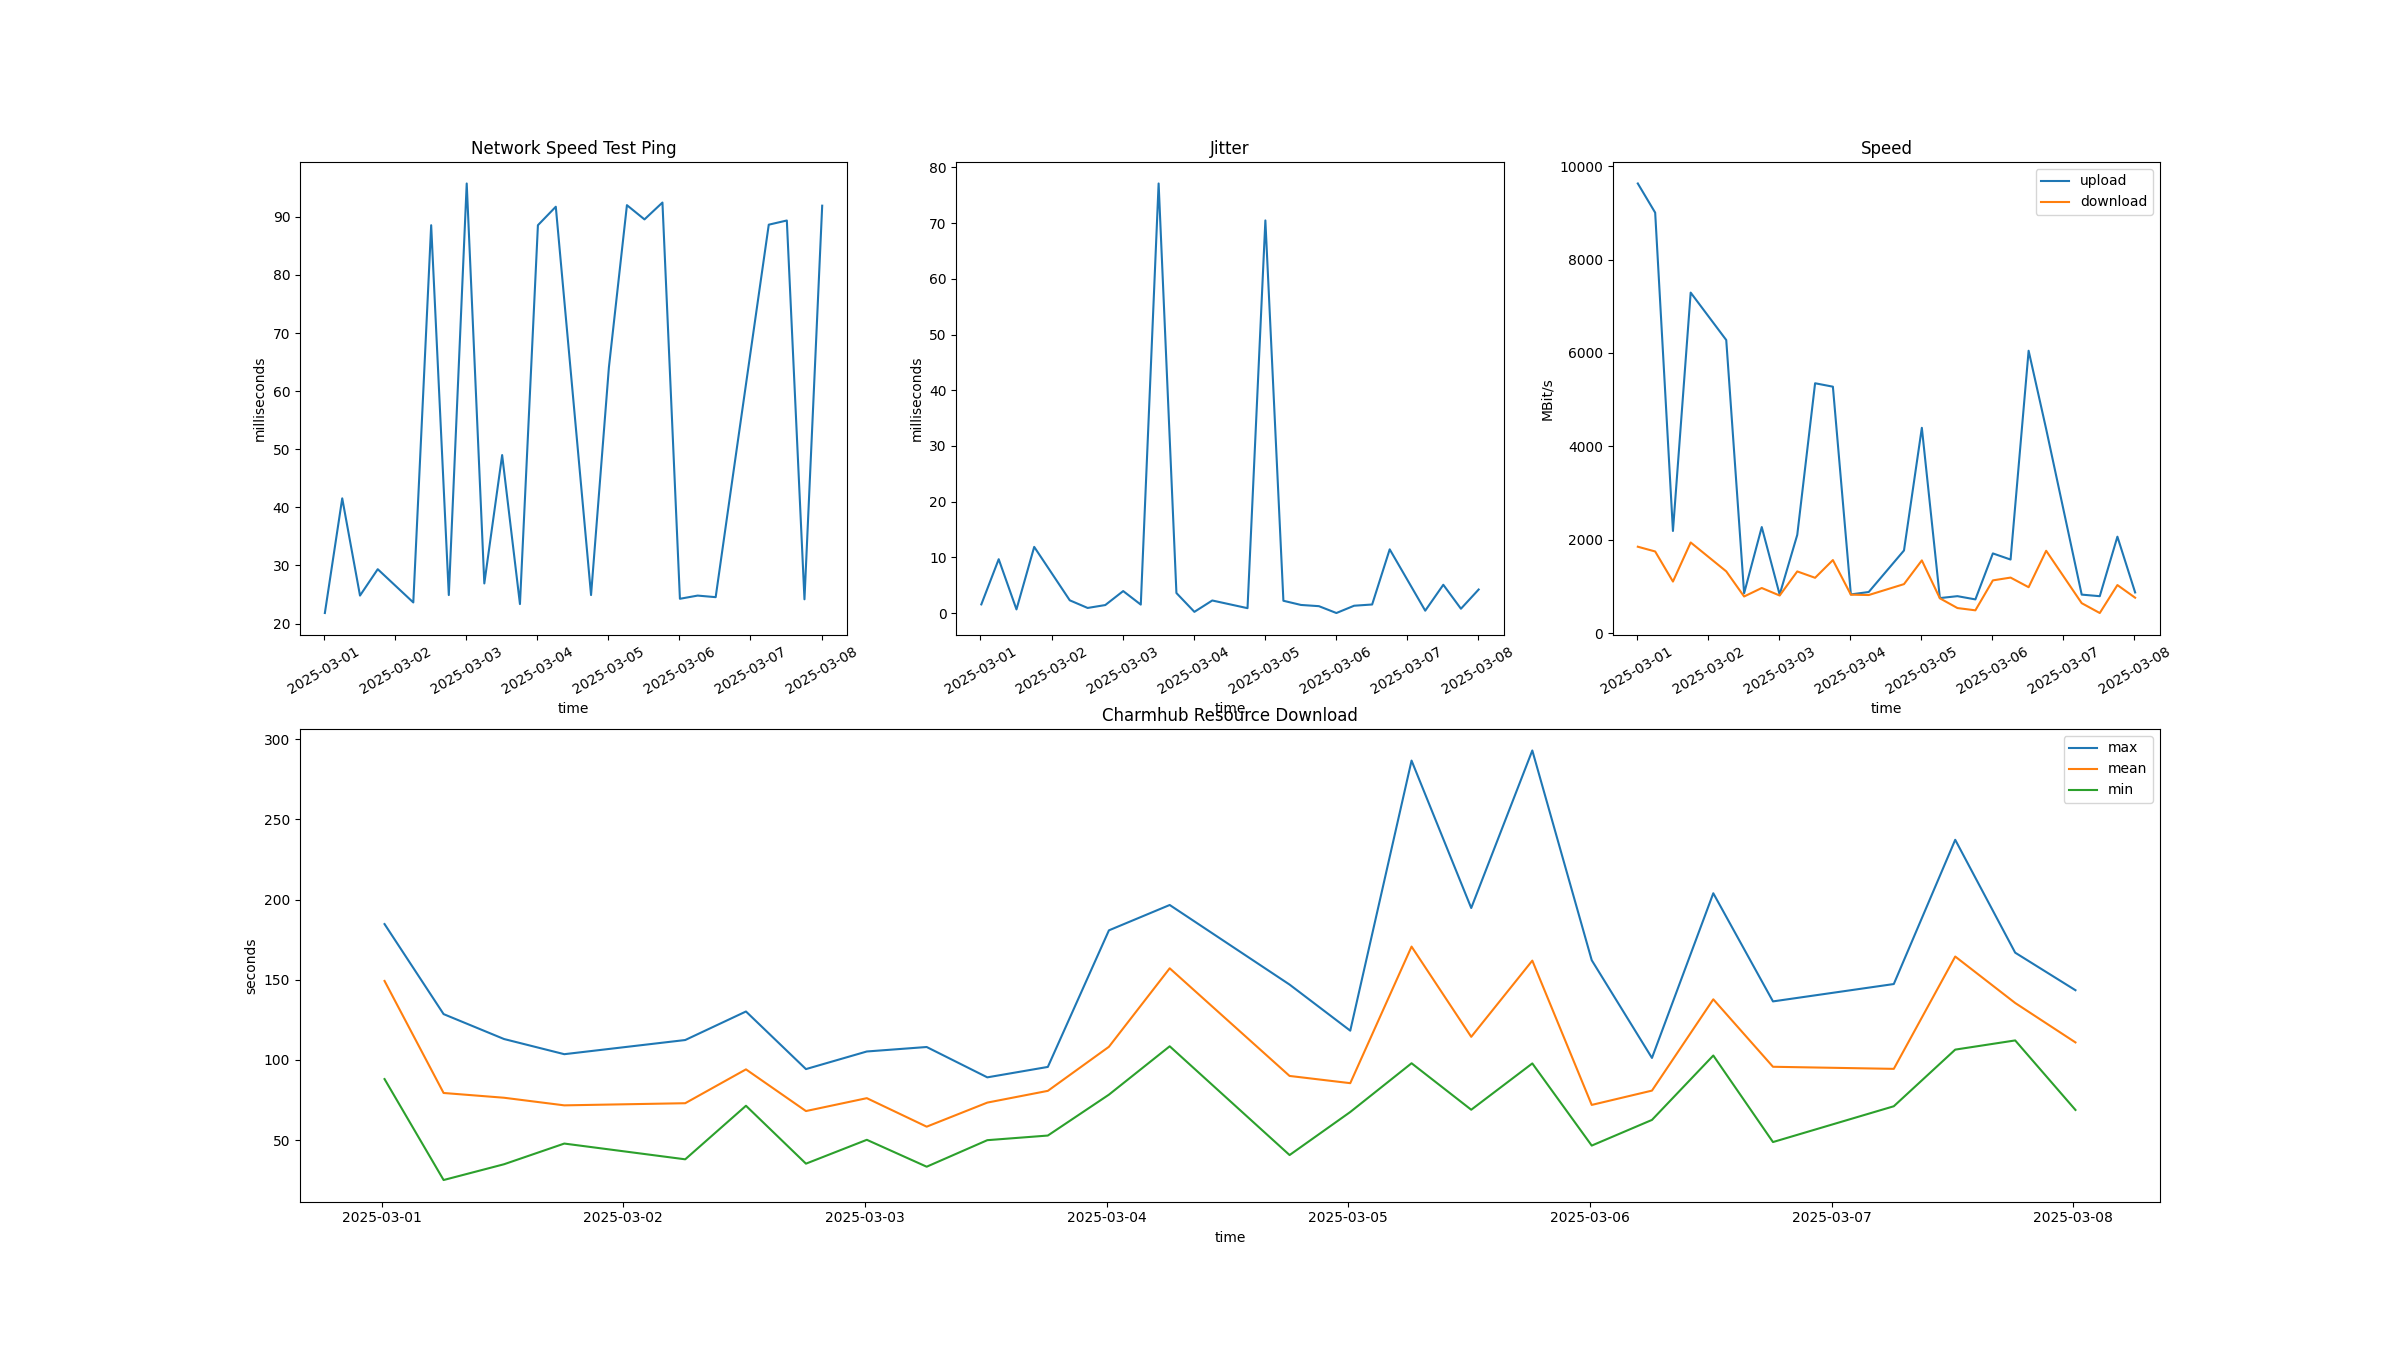 Network Speed Test Ping
milliseconds
90
80
70
60
50
40
30
20
2025-03-01 2025-03-02 2025-03-03 2025-03-04 2025-03-05 2025-03-06 2025-03-07 2025-03-08
time
Jitter
milliseconds
80
70
60
50
40
30
20
10
0
2025-03-01 2025-03-02 2025-03-03 2025-03-04 2025-03-05 2025-03-06 2025-03-07 2025-03-08
time
Speed
MBit/s
10000
8000
6000
4000
2000
0
upload
download
2025-03-01 2025-03-02 2025-03-03 2025-03-04 2025-03-05 2025-03-06 2025-03-07 2025-03-08
time
Charmhub Resource Download
seconds
300
250
200
150
100
50
max
mean
min
2025-03-01 2025-03-02 2025-03-03 2025-03-04 2025-03-05 2025-03-06 2025-03-07 2025-03-08
time